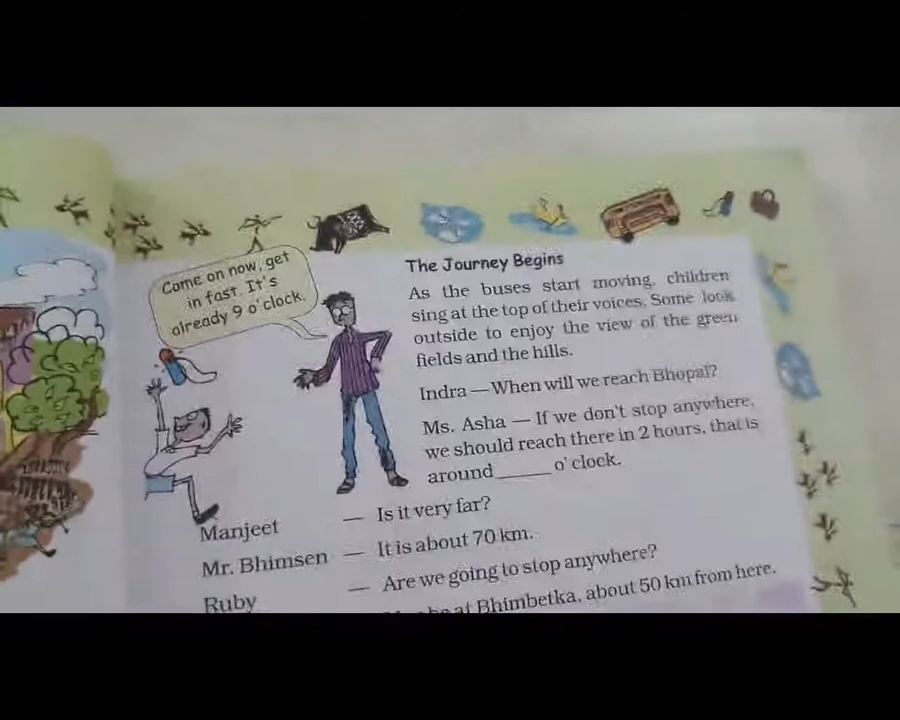 Come on now, get
in fast. It's
already 9 o'clock.
The Journey Begins
As the buses start moving, children
sing at the top of their voices. Some look
outside to enjoy the view of the green
fields and the hills.
Indra — When will we reach Bhopal?
Ms. Asha — If we don't stop anywhere,
we should reach there in 2 hours, that is
around _____ o' clock.
Manjeet — Is it very far?
Mr. Bhimsen — It is about 70 km.
Ruby — Are we going to stop anywhere?
at Bhimbetka, about 50 km from here.